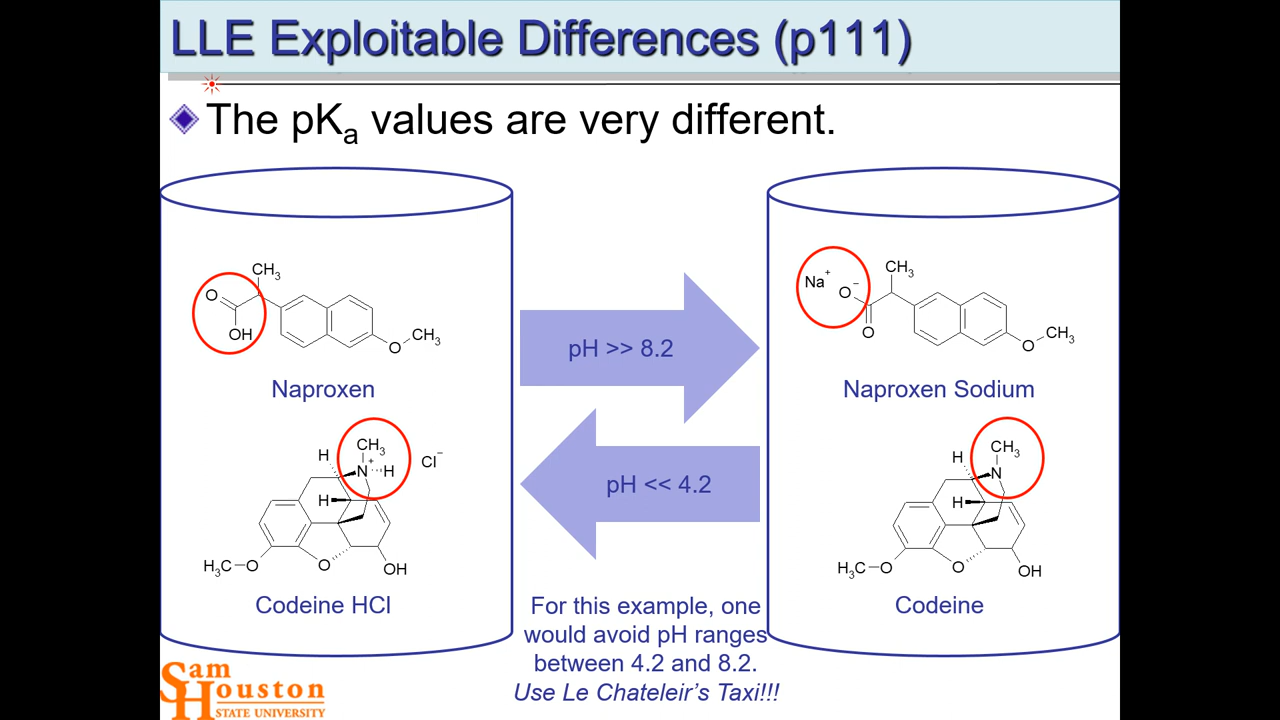 LLE Exploitable Differences (p111)
The pKa values are very different.
CH3
O
OH
O
CH3
Naproxen
pH >> 8.2
Na+
O−
CH3
O
O
CH3
Naproxen Sodium
CH3
H
N+
H
Cl−
H
H3C
O
O
OH
Codeine HCl
pH << 4.2
CH3
H
N
H
H3C
O
O
OH
Codeine
For this example, one
would avoid pH ranges
between 4.2 and 8.2.
Use Le Chateleir's Taxi!!!
Sam
Houston
STATE UNIVERSITY